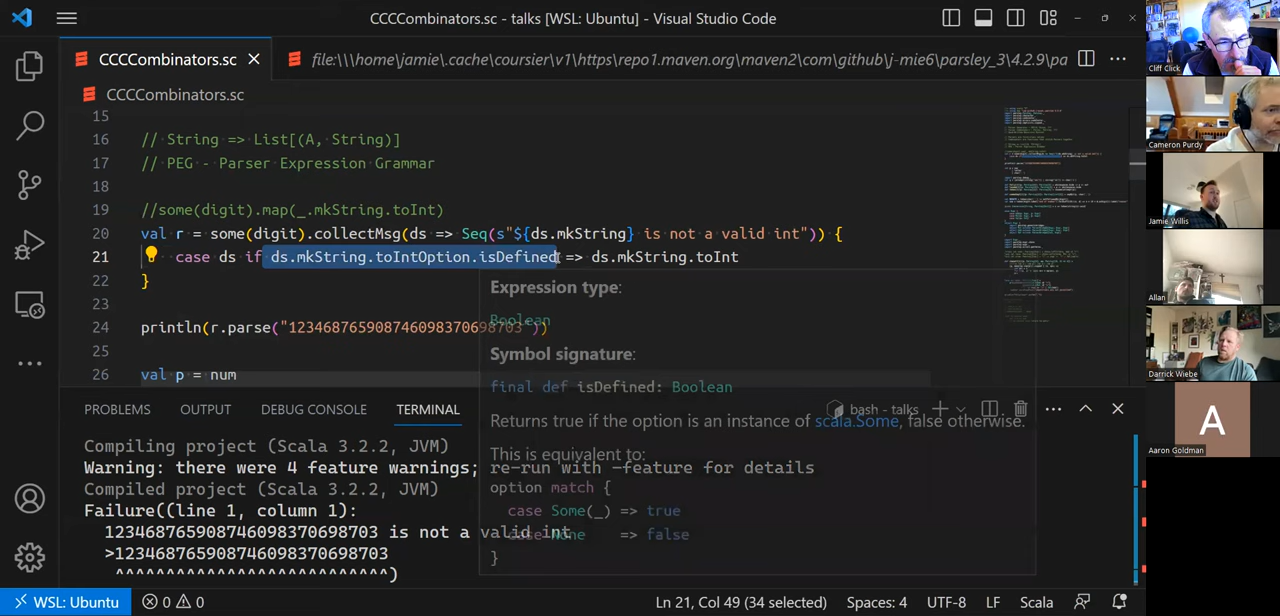 CCCCombinators.sc - talks [WSL: Ubuntu] - Visual Studio Code
CCCCombinators.sc
file:\\\home\jamie\.cache\coursier\v1\https\repo1.maven.org\maven2\com\github\j-mie6\parsley_3\4.2.9\pa
CCCCombinators.sc
15
16 // String => List[(A, String)]
17 // PEG - Parser Expression Grammar
18
19 //some(digit).map(_.mkString.toInt)
20 val r = some(digit).collectMsg(ds => Seq(s"${ds.mkString} is not a valid int")) {
21 case ds if ds.mkString.toIntOption.isDefined => ds.mkString.toInt
22 }
Expression type:
Boolean
24 println(r.parse("123468765908746098370698703"))
25
Symbol signature:
26 val p = num
final def isDefined: Boolean
PROBLEMS OUTPUT DEBUG CONSOLE TERMINAL
bash - talks
Returns true if the option is an instance of scala.Some, false otherwise.
This is equivalent to:
option match {
case Some(_) => true
case None => false
}
Compiling project (Scala 3.2.2, JVM)
Warning: there were 4 feature warnings; re-run with -feature for details
Compiled project (Scala 3.2.2, JVM)
Failure((line 1, column 1):
123468765908746098370698703 is not a valid int
>123468765908746098370698703
^^^^^^^^^^^^^^^^^^^^^^^^^^^)
WSL: Ubuntu
0 0
Ln 21, Col 49 (34 selected)
Spaces: 4
UTF-8
LF
Scala
Cliff Click
Cameron Purdy
Jamie Willis
Allan
Darrick Wiebe
A
Aaron Goldman